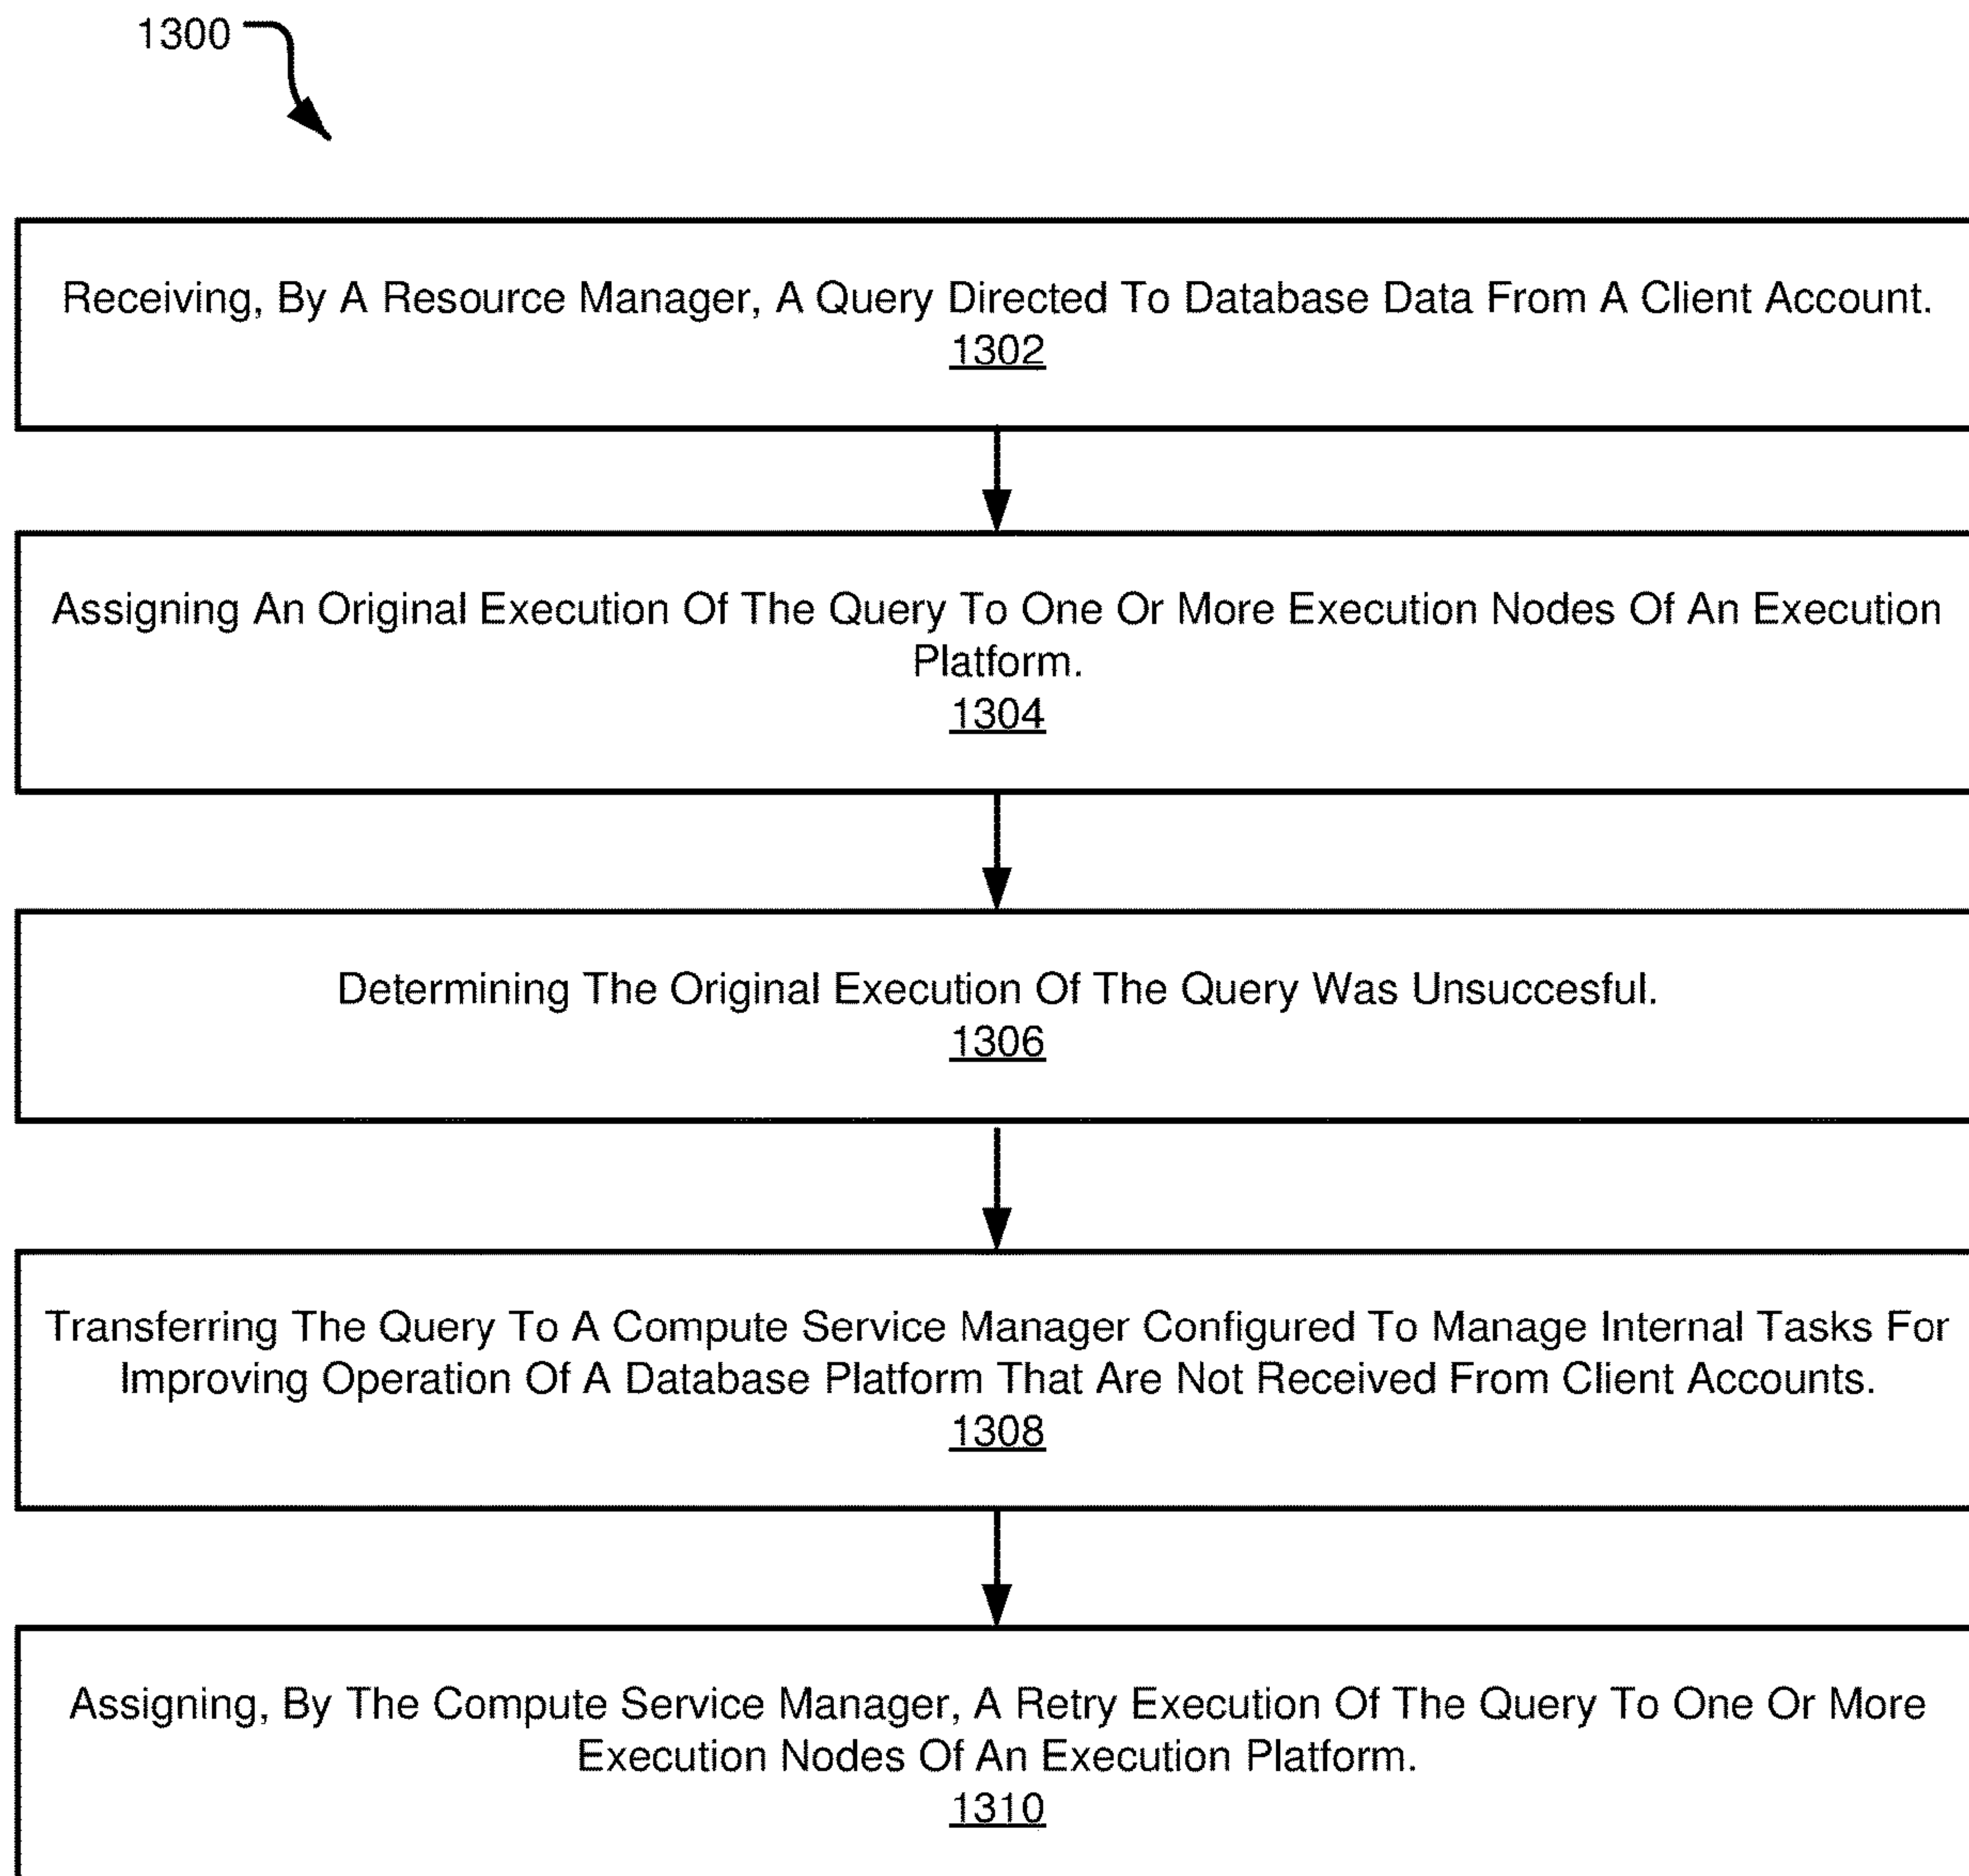 1300
Receiving, By A Resource Manager, A Query Directed To Database Data From A Client Account.
1302
Assigning An Original Execution Of The Query To One Or More Execution Nodes Of An Execution
Platform.
1304
Determining The Original Execution Of The Query Was Unsuccesful.
1306
Transferring The Query To A Compute Service Manager Configured To Manage Internal Tasks For
Improving Operation Of A Database Platform That Are Not Received From Client Accounts.
1308
Assigning, By The Compute Service Manager, A Retry Execution Of The Query To One Or More
Execution Nodes Of An Execution Platform.
1310